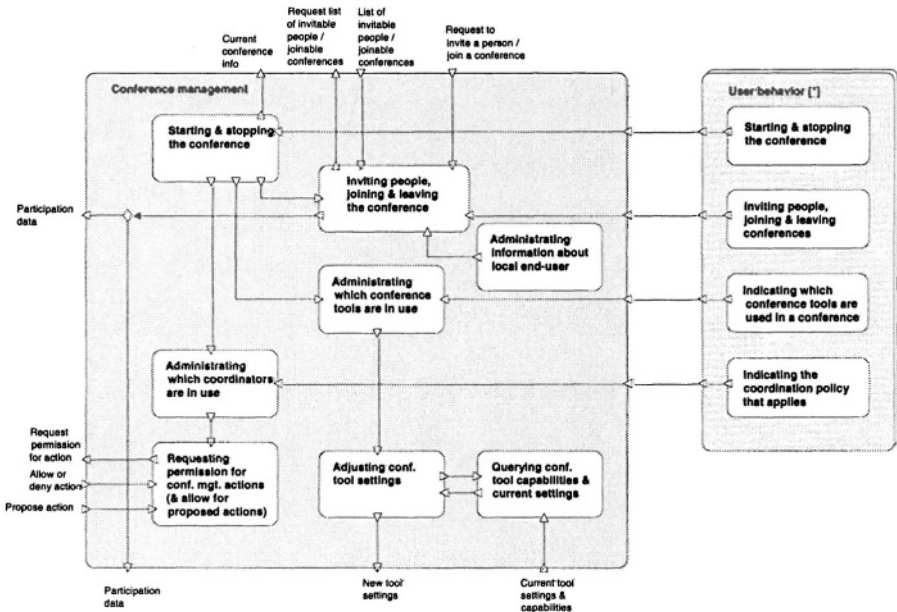 Request list
of invitable
people /
joinable
conferences
List of
invitable
people /
joinable
conferences
Current
conference
info
Request to
invite a person /
join a conference
Conference management
User behavior [*]
Starting & stopping
the conference
Starting & stopping
the conference
Inviting people,
joining & leaving
the conference
Inviting people,
joining & leaving
conferences
Participation
data
Administrating
information about
local end-user
Administrating
which conference
tools are in use
Indicating which
conference tools are
used in a conference
Administrating
which coordinators
are in use
Indicating the
coordination policy
that applies
Request
permission
for action
Allow or
deny action
Propose action
Requesting
permission for
conf. mgt. actions
(& allow for
proposed actions)
Adjusting conf.
tool settings
Querying conf.
tool capabilities &
current settings
Participation
data
New tool
settings
Current tool
settings &
capabilities